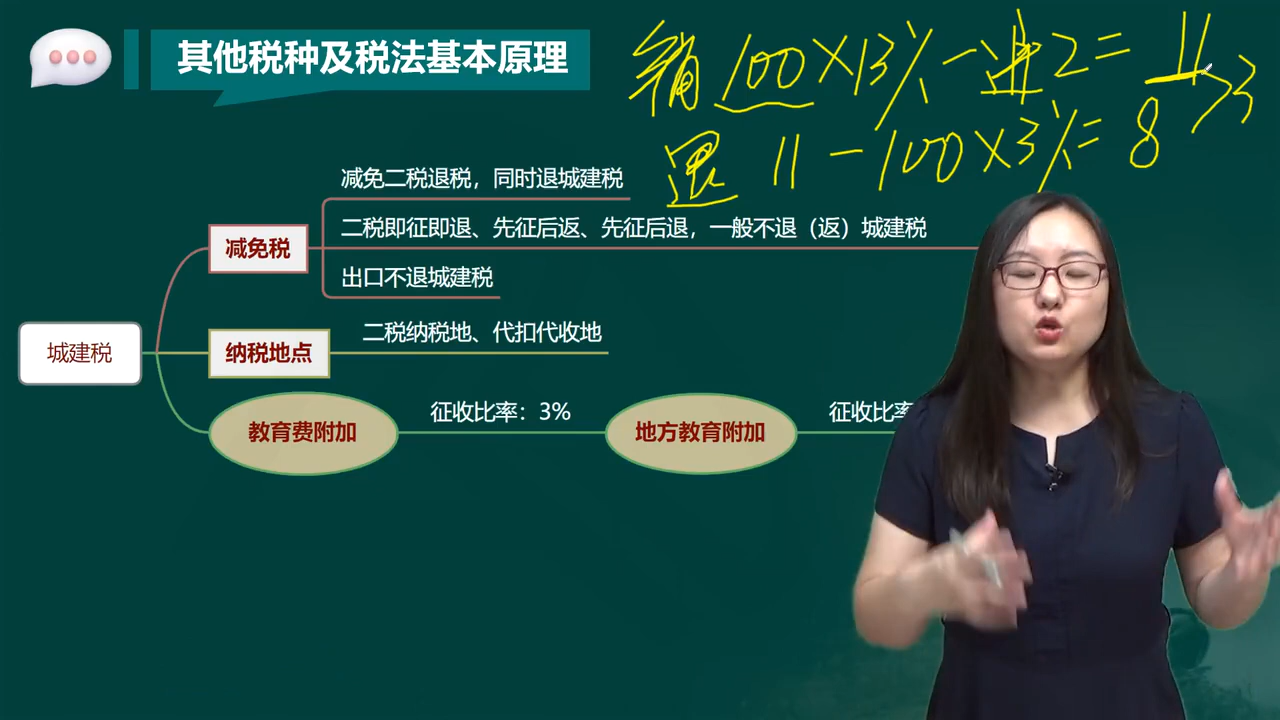 其他税种及税法基本原理
销 100×13%-进2=11
>3
退 11-100×3%=8
减免二税退税，同时退城建税
减免税
二税即征即退、先征后返、先征后退，一般不退（返）城建税
出口不退城建税
城建税
纳税地点
二税纳税地、代扣代收地
教育费附加
征收比率：3%
地方教育附加
征收比率